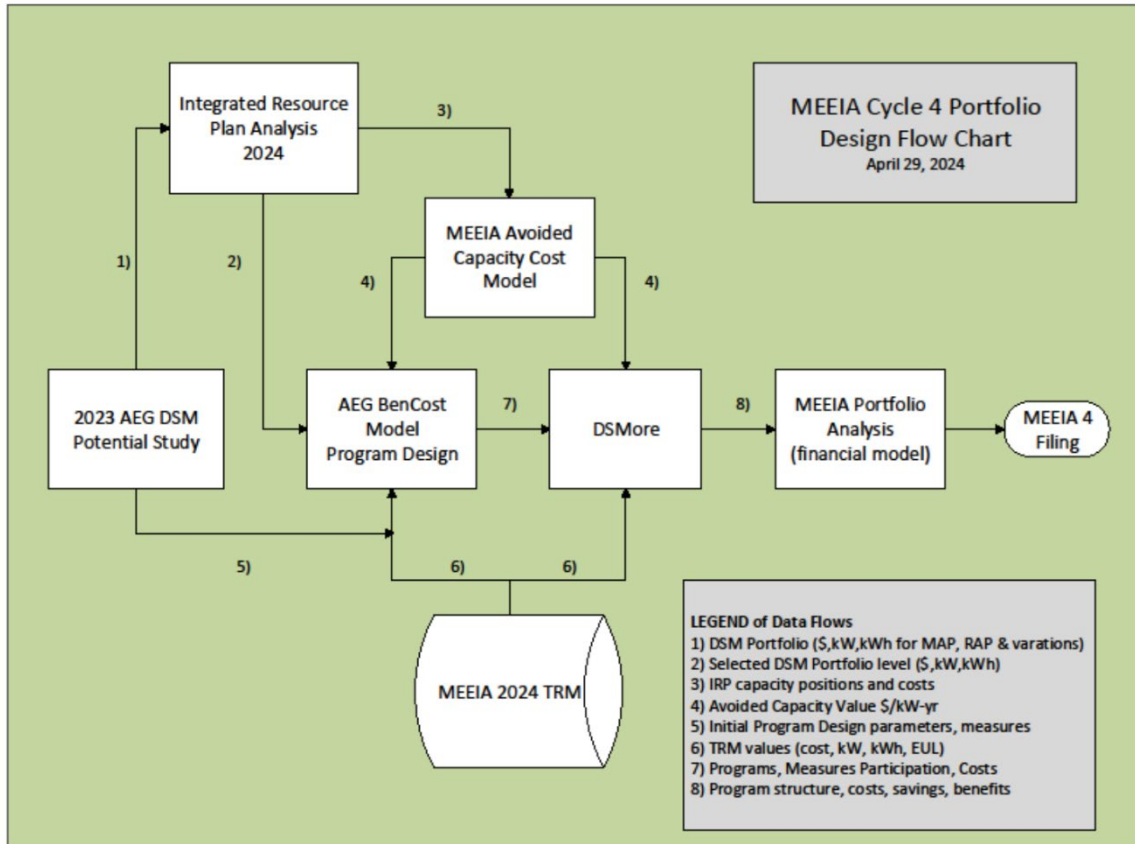 Integrated Resource
Plan Analysis
2024
3)
MEEIA Cycle 4 Portfolio
Design Flow Chart
April 29, 2024
MEEIA Avoided
Capacity Cost
Model
1)
2)
4)
4)
2023 AEG DSM
Potential Study
AEG BenCost
Model
Program Design
7)
DSMore
8)
MEEIA Portfolio
Analysis
(financial model)
MEEIA 4
Filing
5)
6)
6)
MEEIA 2024 TRM
LEGEND of Data Flows
1) DSM Portfolio ($,kW,kWh for MAP, RAP & varations)
2) Selected DSM Portfolio level ($,kW,kWh)
3) IRP capacity positions and costs
4) Avoided Capacity Value $/kW-yr
5) Initial Program Design parameters, measures
6) TRM values (cost, kW, kWh, EUL)
7) Programs, Measures Participation, Costs
8) Program structure, costs, savings, benefits